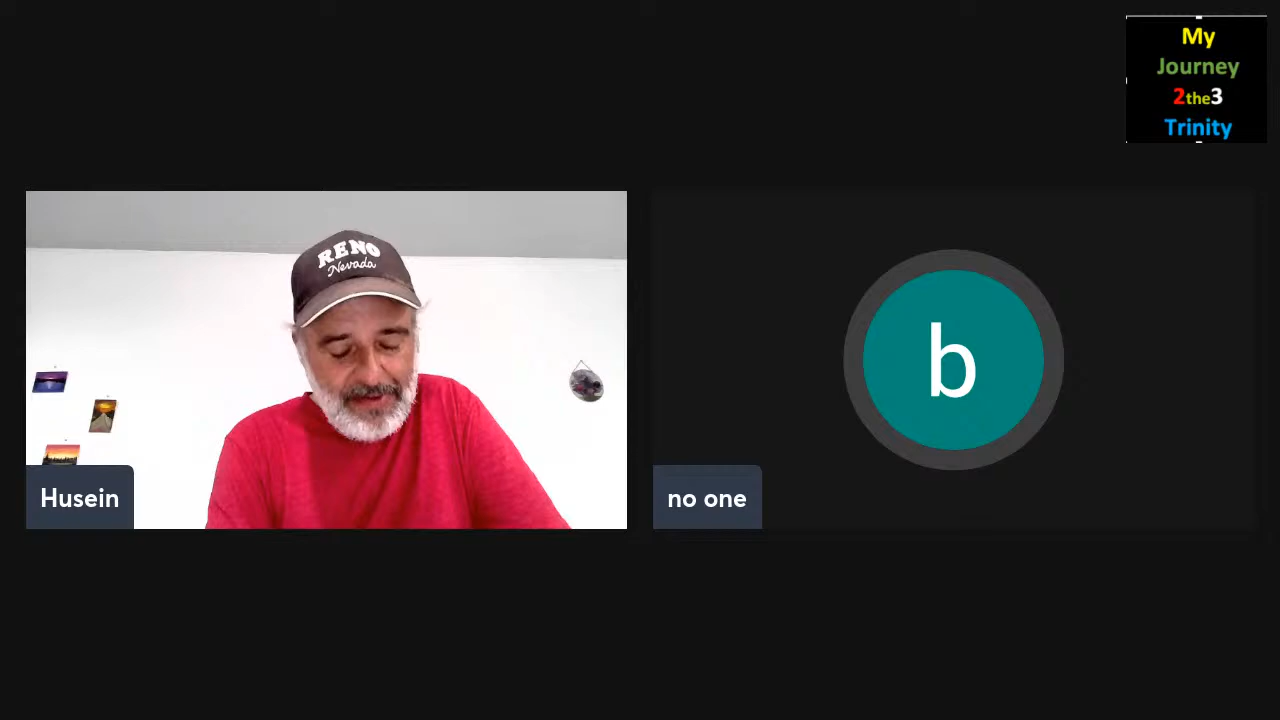 My
Journey
2the3
Trinity
RENO
Nevada
b
Husein
no one